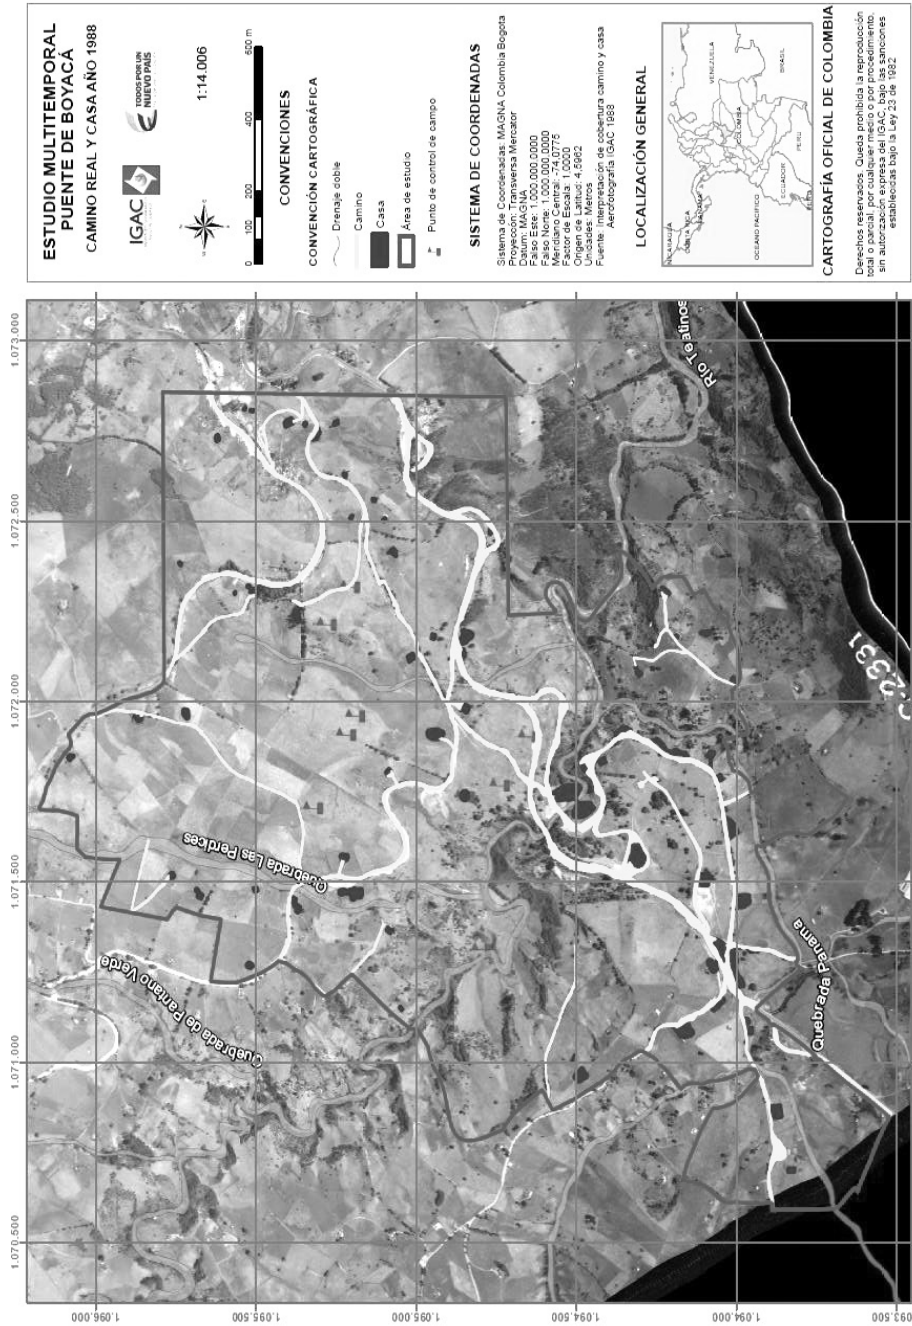 ESTUDIO MULTITEMPORAL
PUENTE DE BOYACÁ
CAMINO REAL Y CASA AÑO 1988
IGAC
TODOS POR UN
NUEVO PAÍS
1:14.006
0
100
200
400
600 m
CONVENCIONES
CONVENCIÓN CARTOGRÁFICA
Drenaje doble
Camino
Casa
Área de estudio
Punto de control de campo
SISTEMA DE COORDENADAS
Sistema de Coordenadas: MAGNA Colombia Bogota
Proyección: Transversa Mercator
Datum: MAGNA
Falso Este: 1.000.000.0000
Falso Norte: 1.000.000.0000
Meridiano Central: -74,0775
Factor de Escala: 1,0000
Origen de Latitud: 4,5962
Unidades: Metros
Fuente: Interpretación de cobertura camino y casa
Aerofotografía IGAC 1988
LOCALIZACIÓN GENERAL
NICARAGUA
COSTA RICA
PANAMA
VENEZUELA
COLOMBIA
OCEANO PACIFICO
ECUADOR
PERU
BRASIL
CARTOGRAFÍA OFICIAL DE COLOMBIA
Derechos reservados. Queda prohibida la reproducción
total o parcial, por cualquier medio o por procedimiento,
sin autorización expresa del IGAC, bajo las sanciones
establecidas bajo la Ley 23 de 1982
1.070.500
1.071.000
1.071.500
1.072.000
1.072.500
1.073.000
1.096.000
1.095.500
1.095.000
1.094.500
1.094.000
1.093.500
Quebrada de Pantano Verde
Quebrada Las Perdices
Quebrada Panama
Río Teatinos
C-2331